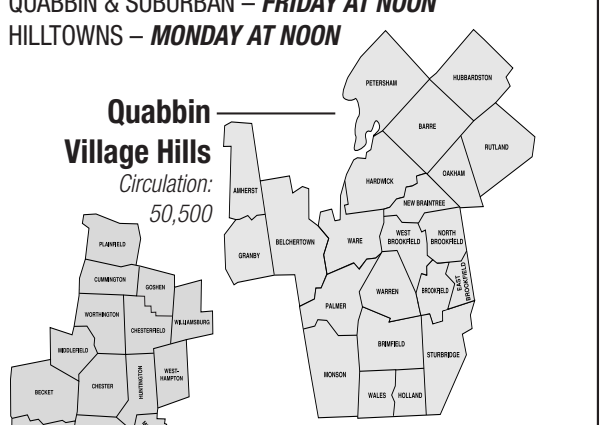 QUABBIN & SUBURBAN – FRIDAY AT NOON
HILLTOWNS – MONDAY AT NOON
Quabbin
Village Hills
Circulation:
50,500
PETERSHAM
HUBBARDSTON
BARRE
RUTLAND
OAKHAM
HARDWICK
NEW BRAINTREE
AMHERST
GRANBY
BELCHERTOWN
WARE
WEST
BROOKFIELD
NORTH
BROOKFIELD
EAST
BROOKFIELD
BROOKFIELD
WARREN
PALMER
BRIMFIELD
STURBRIDGE
MONSON
WALES
HOLLAND
PLAINFIELD
CUMMINGTON
GOSHEN
WORTHINGTON
CHESTERFIELD
WILLIAMSBURG
MIDDLEFIELD
BECKET
CHESTER
HUNTINGTON
WEST-
HAMPTON